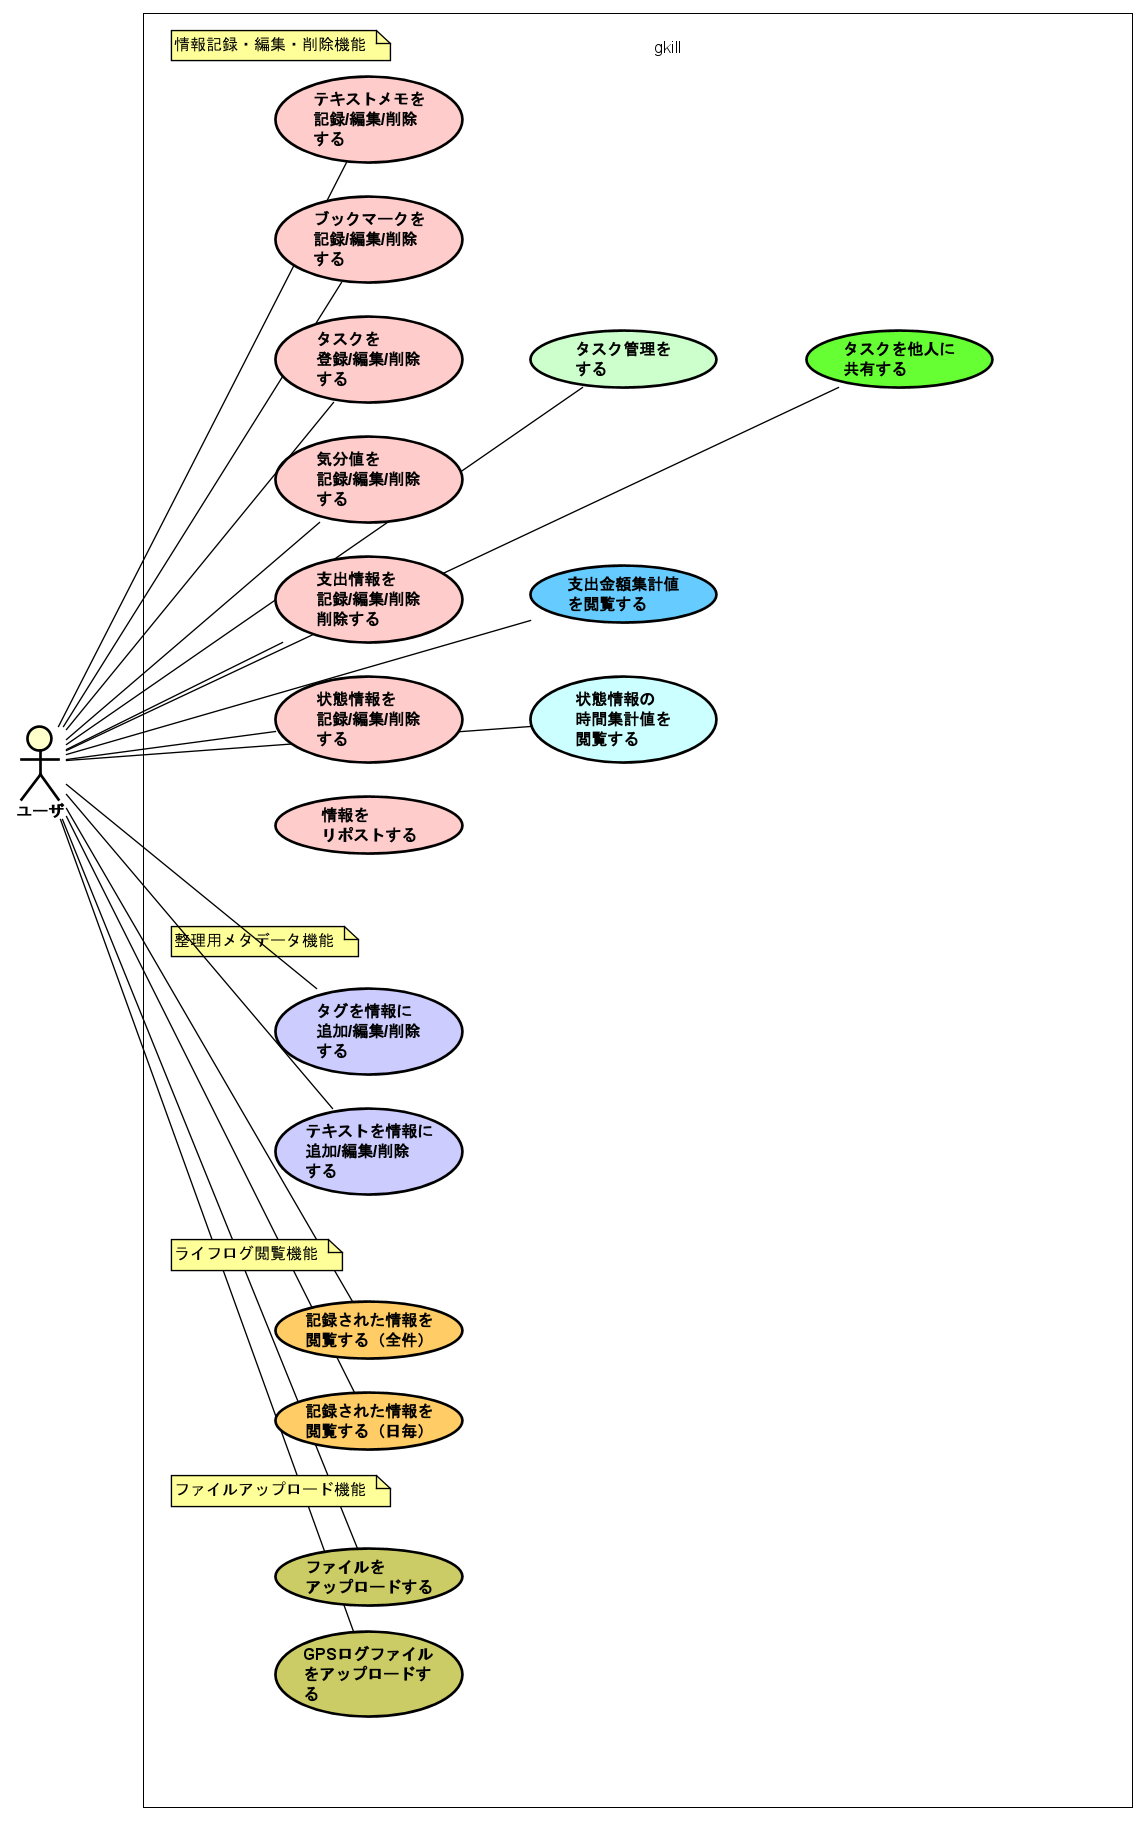 情報記録・編集・削除機能
gkill
テキストメモを
記録/編集/削除
する
ブックマークを
記録/編集/削除
する
タスクを
登録/編集/削除
する
タスク管理を
する
タスクを他人に
共有する
気分値を
記録/編集/削除
する
支出情報を
記録/編集/削除
削除する
支出金額集計値
を閲覧する
状態情報を
記録/編集/削除
する
状態情報の
時間集計値を
閲覧する
ユーザ
情報を
リポストする
整理用メタデータ機能
タグを情報に
追加/編集/削除
する
テキストを情報に
追加/編集/削除
する
ライフログ閲覧機能
記録された情報を
閲覧する（全件）
記録された情報を
閲覧する（日毎）
ファイルアップロード機能
ファイルを
アップロードする
GPSログファイル
をアップロードす
る